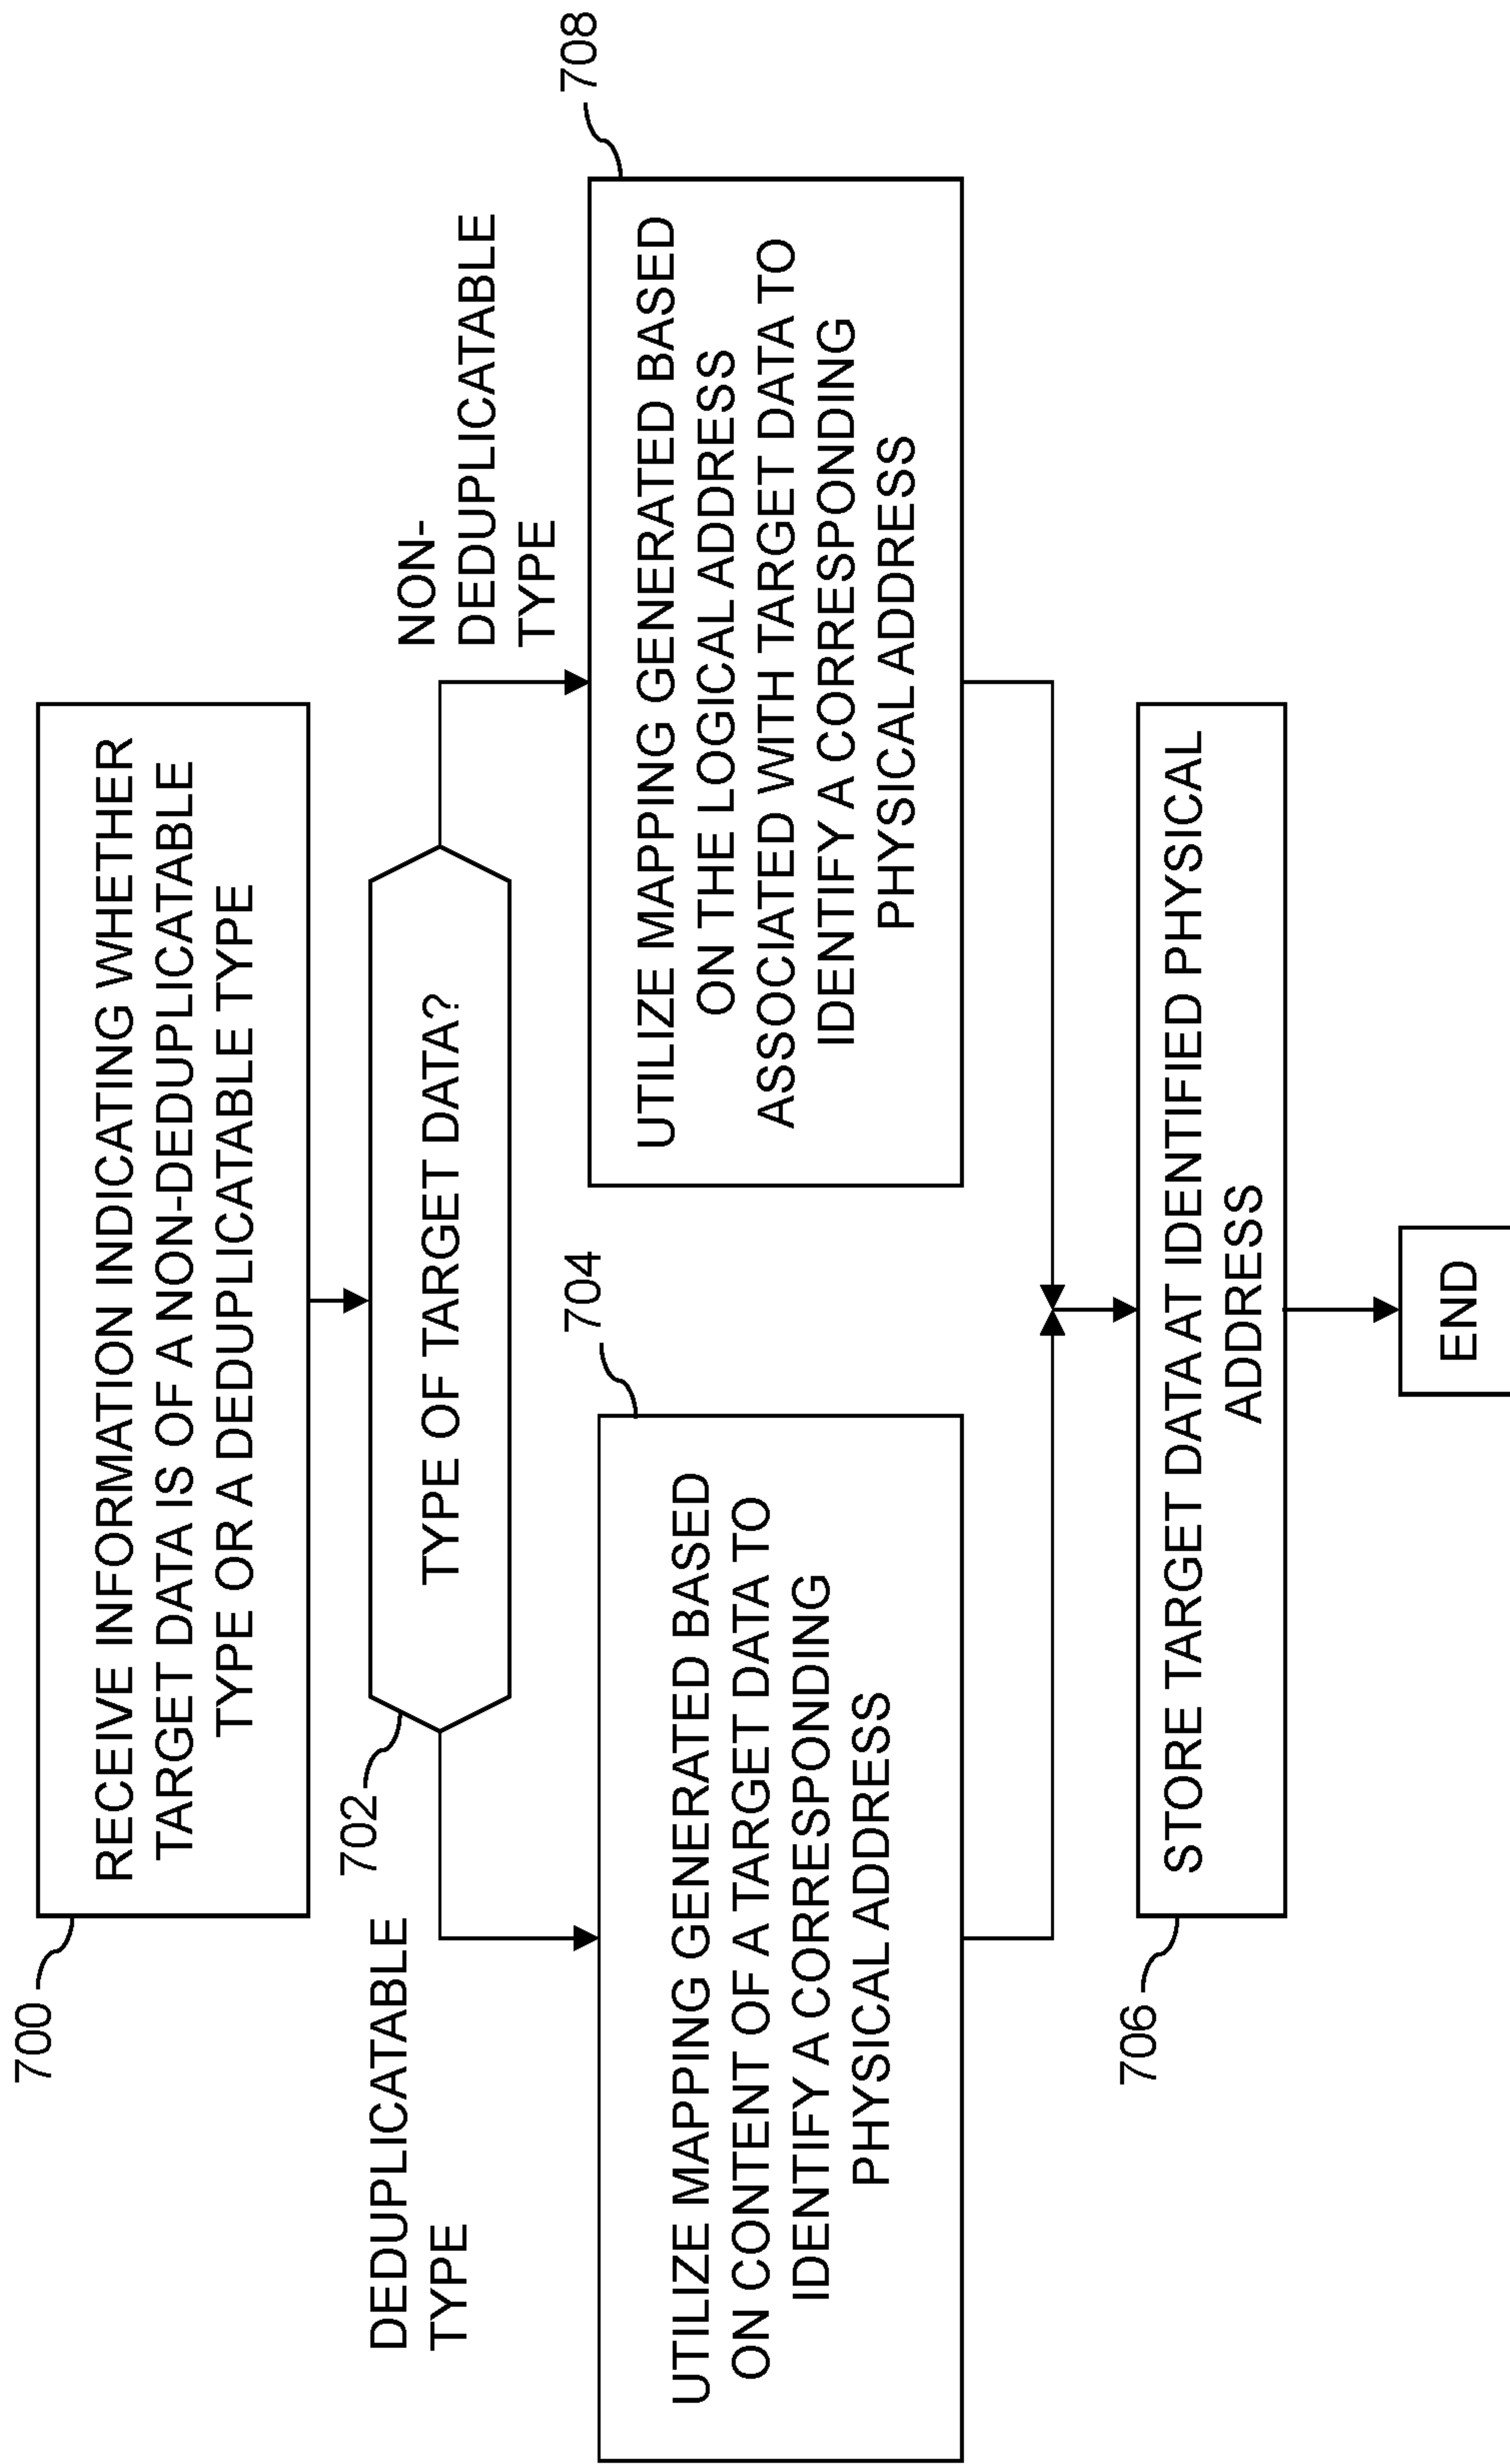 700
RECEIVE INFORMATION INDICATING WHETHER
TARGET DATA IS OF A NON-DEDUPLICATABLE
TYPE OR A DEDUPLICATABLE TYPE
702
TYPE OF TARGET DATA?
DEDUPLICATABLE
TYPE
NON-
DEDUPLICATABLE
TYPE
704
UTILIZE MAPPING GENERATED BASED
ON CONTENT OF A TARGET DATA TO
IDENTIFY A CORRESPONDING
PHYSICAL ADDRESS
708
UTILIZE MAPPING GENERATED BASED
ON THE LOGICAL ADDRESS
ASSOCIATED WITH TARGET DATA TO
IDENTIFY A CORRESPONDING
PHYSICAL ADDRESS
706
STORE TARGET DATA AT IDENTIFIED PHYSICAL
ADDRESS
END